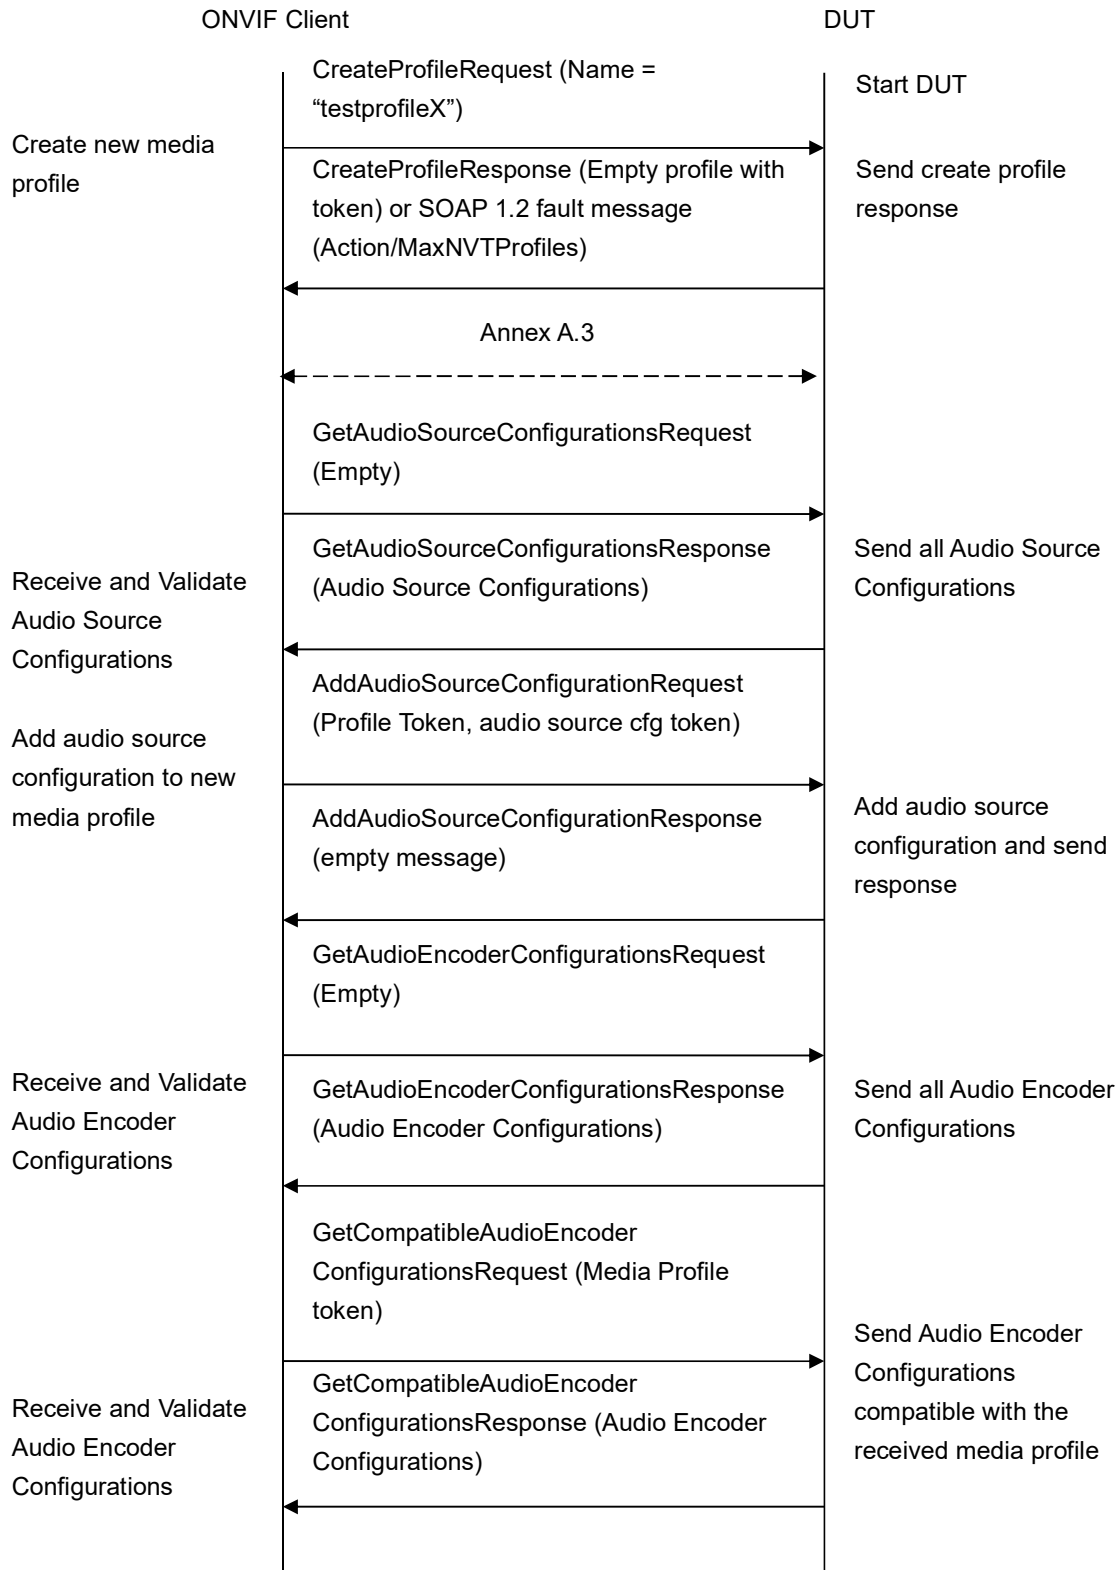 ONVIF Client
DUT
CreateProfileRequest (Name =
“testprofileX”)
Start DUT
Create new media
profile
CreateProfileResponse (Empty profile with
token) or SOAP 1.2 fault message
(Action/MaxNVTProfiles)
Send create profile
response
Annex A.3
GetAudioSourceConfigurationsRequest
(Empty)
GetAudioSourceConfigurationsResponse
(Audio Source Configurations)
Send all Audio Source
Configurations
Receive and Validate
Audio Source
Configurations
AddAudioSourceConfigurationRequest
(Profile Token, audio source cfg token)
Add audio source
configuration to new
media profile
AddAudioSourceConfigurationResponse
(empty message)
Add audio source
configuration and send
response
GetAudioEncoderConfigurationsRequest
(Empty)
Receive and Validate
Audio Encoder
Configurations
GetAudioEncoderConfigurationsResponse
(Audio Encoder Configurations)
Send all Audio Encoder
Configurations
GetCompatibleAudioEncoder
ConfigurationsRequest (Media Profile
token)
Send Audio Encoder
Configurations
compatible with the
received media profile
GetCompatibleAudioEncoder
ConfigurationsResponse (Audio Encoder
Configurations)
Receive and Validate
Audio Encoder
Configurations